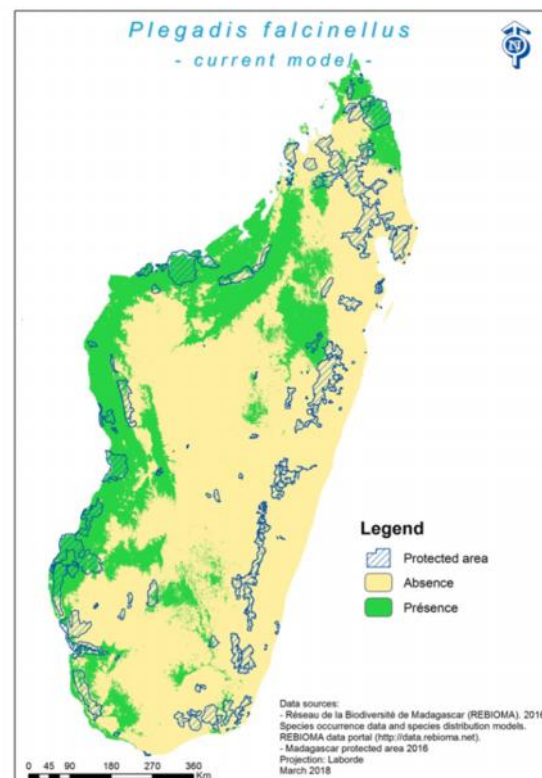 Plegadis falcinellus
- current model -
N
Legend
Protected area
Absence
Présence
Data sources:
- Réseau de la Biodiversité de Madagascar (REBIOMA). 2016
Species occurrence data and species distribution models.
REBIOMA data portal (http://data.rebioma.net).
- Madagascar protected area 2016
Projection: Laborde
March 2018
0 45 90 180 270 360
Km